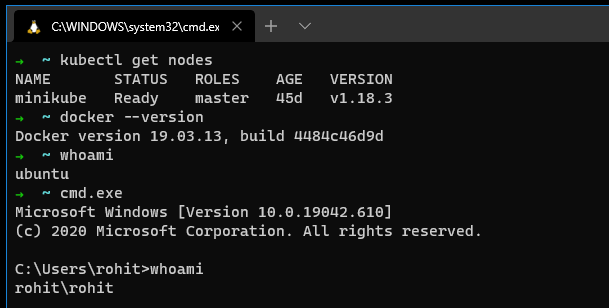 C:\WINDOWS\system32\cmd.ex
→ ~ kubectl get nodes
NAME STATUS ROLES AGE VERSION
minikube Ready master 45d v1.18.3
→ ~ docker --version
Docker version 19.03.13, build 4484c46d9d
→ ~ whoami
ubuntu
→ ~ cmd.exe
Microsoft Windows [Version 10.0.19042.610]
(c) 2020 Microsoft Corporation. All rights reserved.
C:\Users\rohit>whoami
rohit\rohit